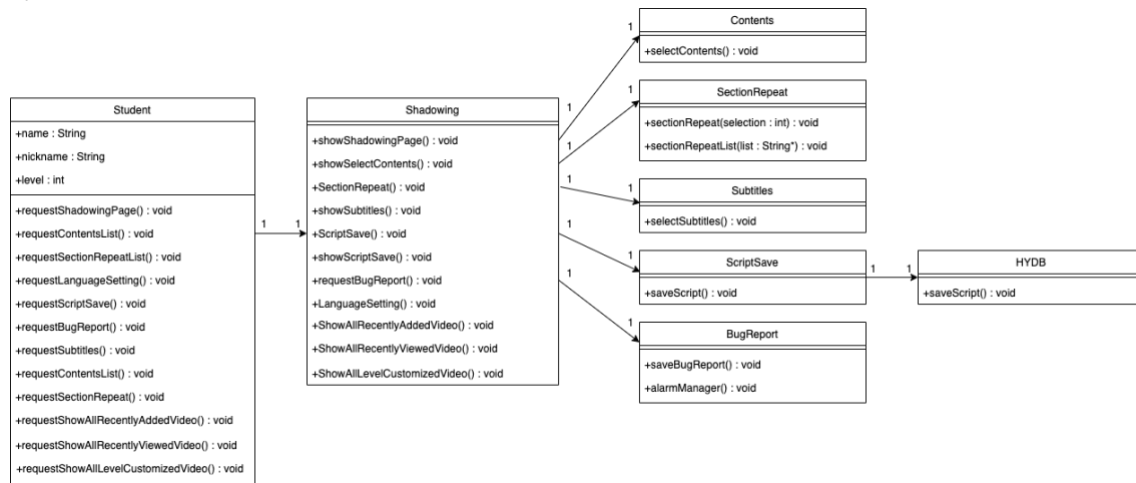 Student
+name : String
+nickname : String
+level : int
+requestShadowingPage() : void
+requestContentsList() : void
+requestSectionRepeatList() : void
+requestLanguageSetting() : void
+requestScriptSave() : void
+requestBugReport() : void
+requestSubtitles() : void
+requestContentsList() : void
+requestSectionRepeat() : void
+requestShowAllRecentlyAddedVideo() : void
+requestShowAllRecentlyViewedVideo() : void
+requestShowAllLevelCustomizedVideo() : void
1 1
Shadowing
+showShadowingPage() : void
+showSelectContents() : void
+SectionRepeat() : void
+showSubtitles() : void
+ScriptSave() : void
+showScriptSave() : void
+requestBugReport() : void
+LanguageSetting() : void
+ShowAllRecentlyAddedVideo() : void
+ShowAllRecentlyViewedVideo() : void
+ShowAllLevelCustomizedVideo() : void
1 1
1 1
1 1
1 1
1 1
Contents
+selectContents() : void
SectionRepeat
+sectionRepeat(selection : int) : void
+sectionRepeatList(list : String*) : void
Subtitles
+selectSubtitles() : void
ScriptSave
+saveScript() : void
1 1
HYDB
+saveScript() : void
BugReport
+saveBugReport() : void
+alarmManager() : void